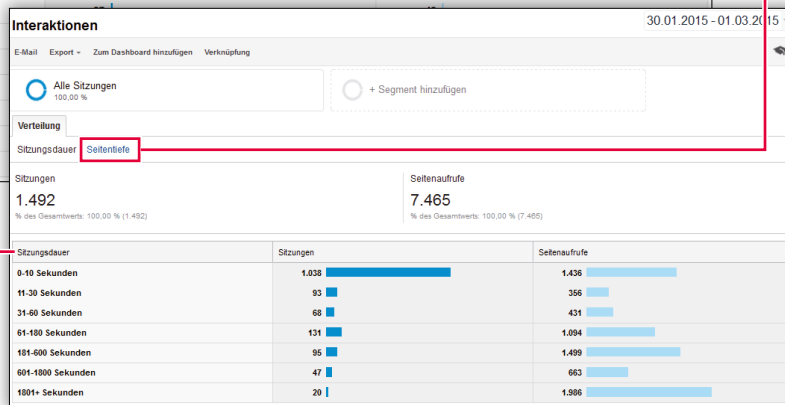 Interaktionen
30.01.2015 - 01.03.2015
E-Mail Export Zum Dashboard hinzufügen Verknüpfung
Alle Sitzungen
100,00 %
+ Segment hinzufügen
Verteilung
Sitzungsdauer Seitentiefe
Sitzungen Seitenaufrufe
1.492 7.465
% des Gesamtwerts: 100,00 % (1.492) % des Gesamtwerts: 100,00 % (7.465)
Sitzungsdauer Sitzungen Seitenaufrufe
0-10 Sekunden 1.038 1.436
11-30 Sekunden 93 356
31-60 Sekunden 68 431
61-180 Sekunden 131 1.094
181-600 Sekunden 95 1.499
601-1800 Sekunden 47 663
1801+ Sekunden 20 1.986